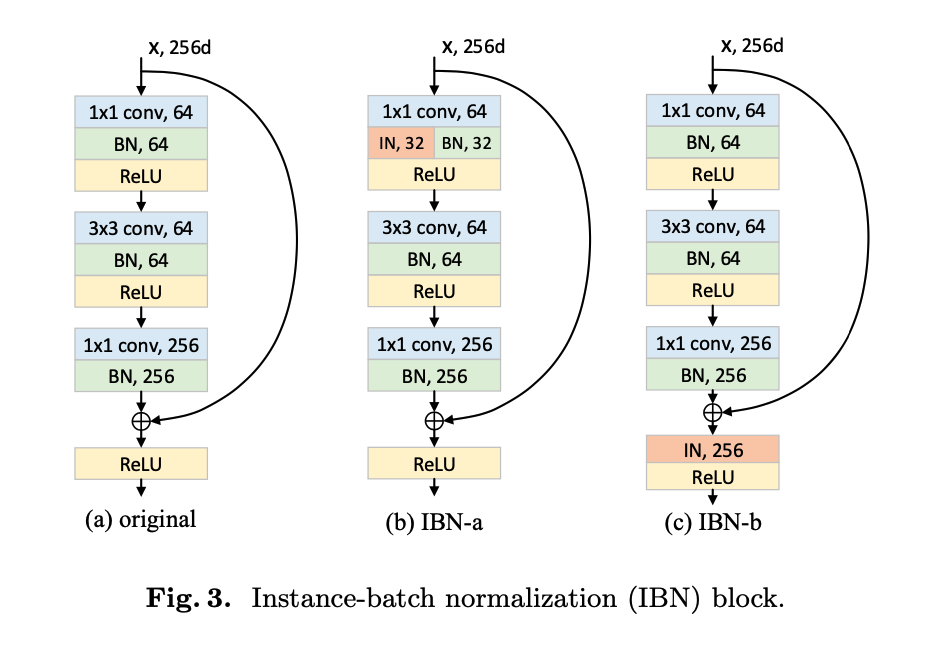 x, 256d
1x1 conv, 64
BN, 64
ReLU
3x3 conv, 64
BN, 64
ReLU
1x1 conv, 256
BN, 256
ReLU
(a) original
x, 256d
1x1 conv, 64
IN, 32 BN, 32
ReLU
3x3 conv, 64
BN, 64
ReLU
1x1 conv, 256
BN, 256
ReLU
(b) IBN-a
x, 256d
1x1 conv, 64
BN, 64
ReLU
3x3 conv, 64
BN, 64
ReLU
1x1 conv, 256
BN, 256
IN, 256
ReLU
(c) IBN-b
Fig. 3. Instance-batch normalization (IBN) block.